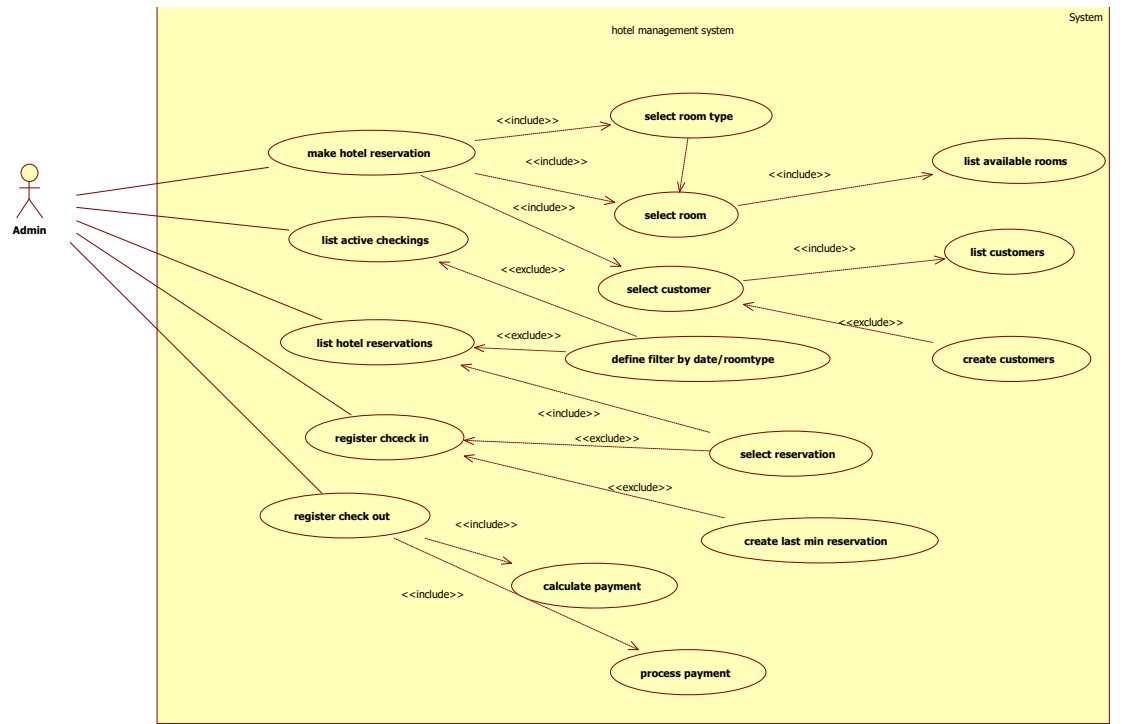 System
hotel management system
select room type
<<include>>
make hotel reservation
<<include>>
list available rooms
<<include>>
<<include>>
select room
Admin
list active checkings
<<include>>
list customers
<<exclude>>
select customer
<<exclude>>
<<exclude>>
list hotel reservations
define filter by date/roomtype
create customers
<<include>>
register chceck in
<<exclude>>
select reservation
<<exclude>>
register check out
<<include>>
create last min reservation
calculate payment
<<include>>
process payment